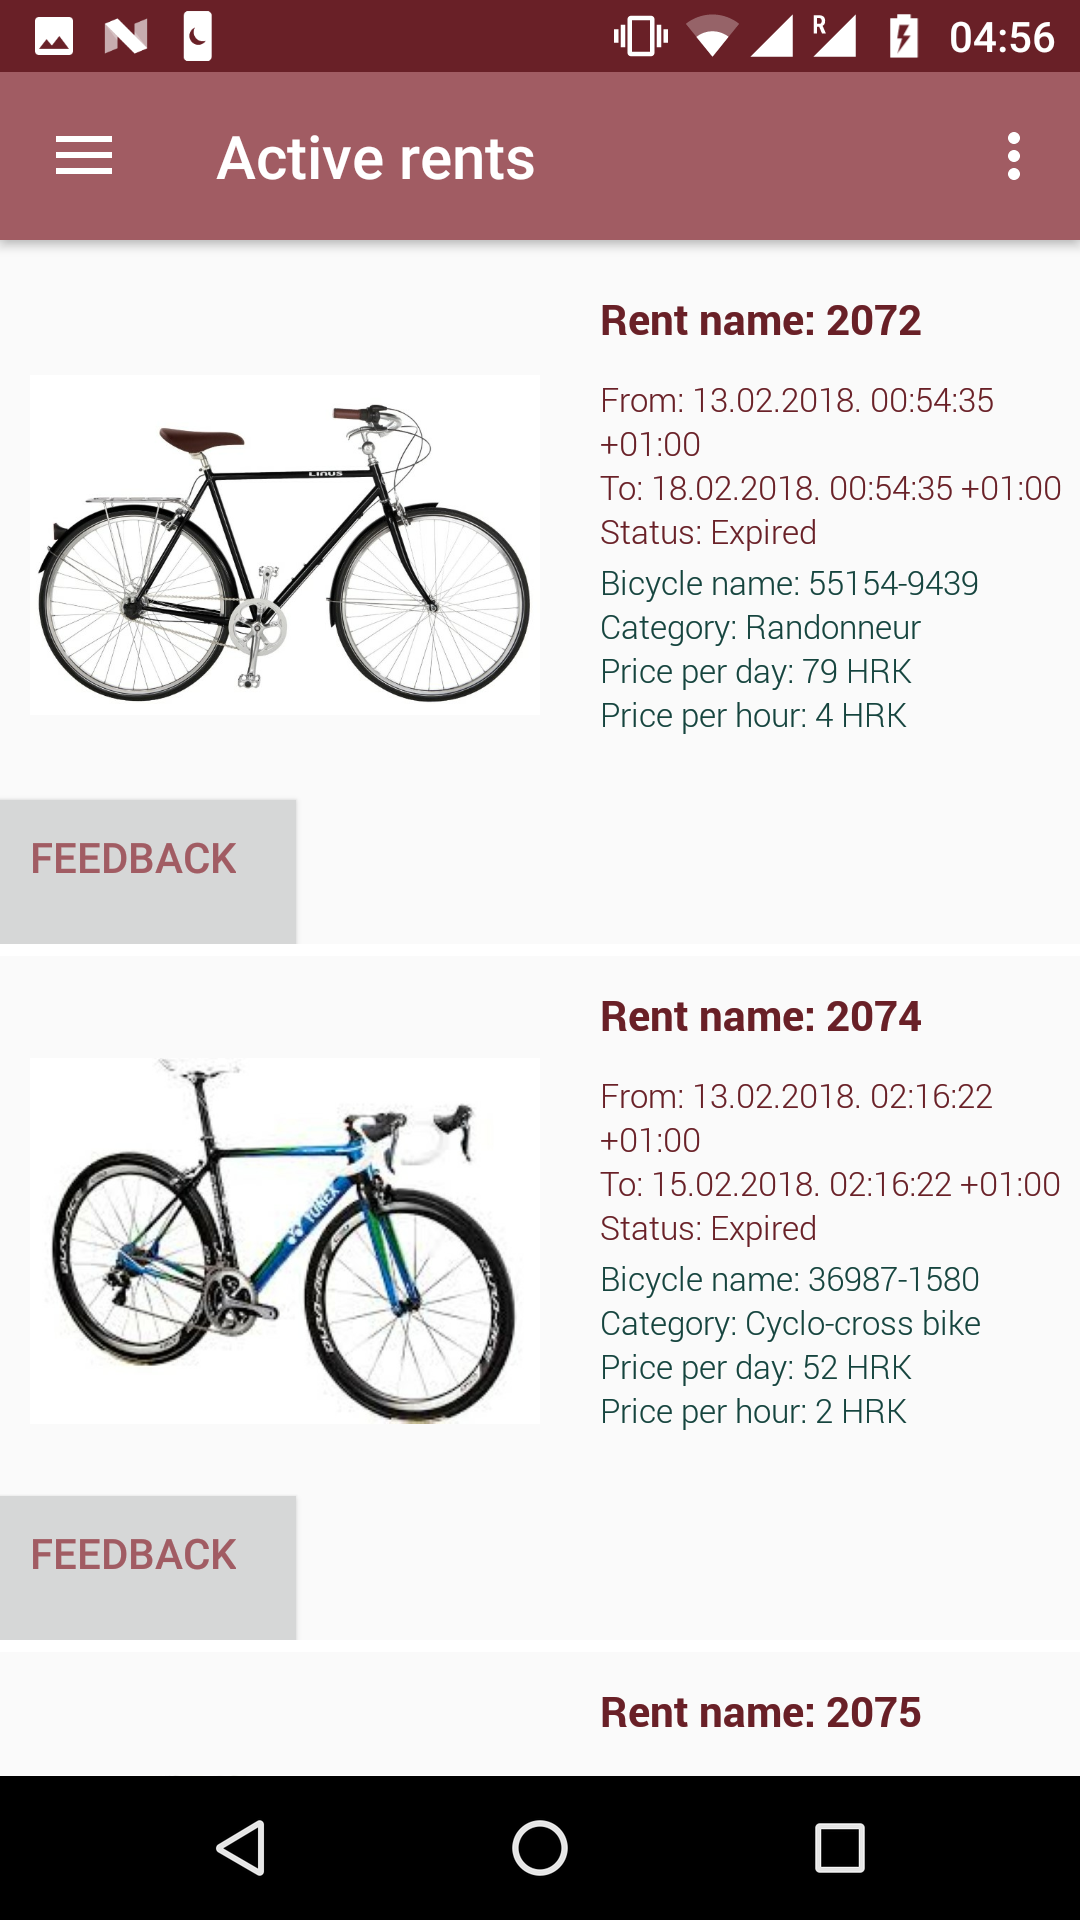 R
04:56
Active rents
Rent name: 2072
From: 13.02.2018. 00:54:35
+01:00
To: 18.02.2018. 00:54:35 +01:00
Status: Expired
LINUS
Bicycle name: 55154-9439
Category: Randonneur
Price per day: 79 HRK
Price per hour: 4 HRK
FEEDBACK
Rent name: 2074
From: 13.02.2018. 02:16:22
+01:00
To: 15.02.2018. 02:16:22 +01:00
Status: Expired
YONEX
Bicycle name: 36987-1580
Category: Cyclo-cross bike
Price per day: 52 HRK
Price per hour: 2 HRK
FEEDBACK
Rent name: 2075